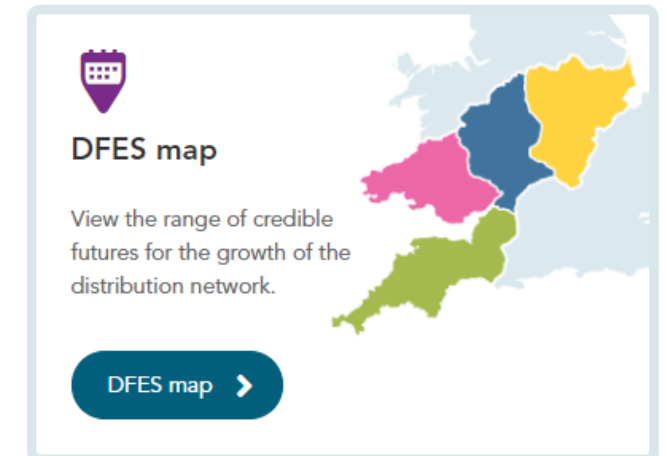 DFES map
View the range of credible
futures for the growth of the
distribution network.
DFES map